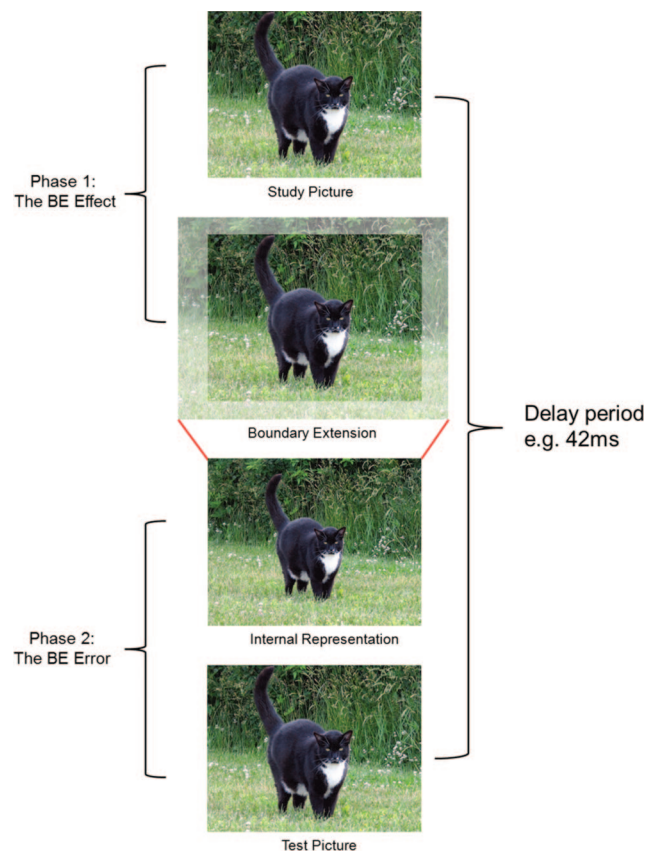 Study Picture
Phase 1:
The BE Effect
Boundary Extension
Delay period
e.g. 42ms
Internal Representation
Phase 2:
The BE Error
Test Picture